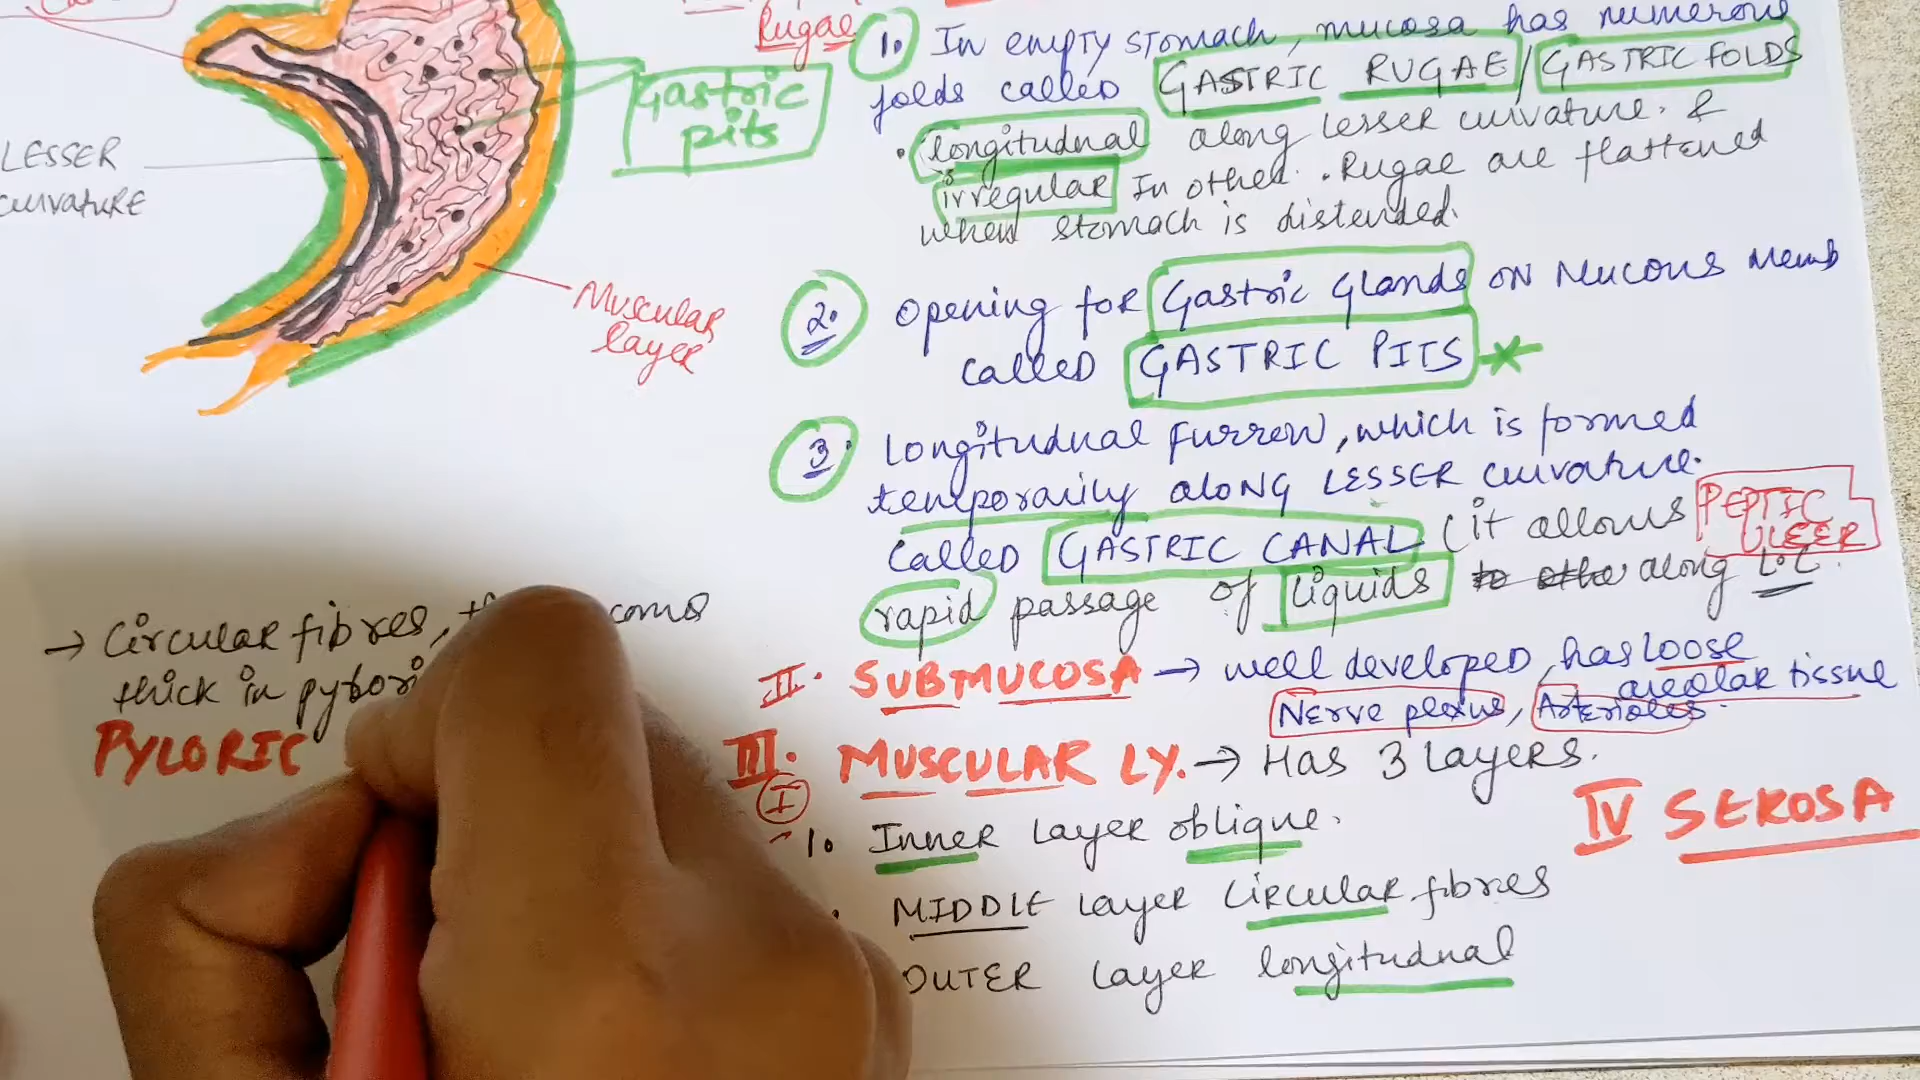 Rugae
1. In empty stomach, mucosa has numerous
folds called GASTRIC RUGAE / GASTRIC FOLDS
• longitudnal along lesser curvature. &
irregular In other. • Rugae are flattened
when stomach is distended.
Gastric
pits
LESSER
curvature
Muscular
layer
2. Opening for Gastric Glands on Mucous Memb
called GASTRIC PITS
3. Longitudnal Furrow, which is formed
temporarily along LESSER curvature.
Called GASTRIC CANAL (it allows
PEPTIC
ULCER
rapid passage of Liquids to othe along L.C.
→ Circular fibres,
thick in pylori
PYLORIC
II. SUBMUCOSA → well developed, has loose
areolar tissue
Nerve plexus, Arterioles.
III. MUSCULAR LY. → Has 3 layers.
I
1. Inner layer oblique.
MIDDLE layer Circular fibres
OUTER layer longitudnal
IV SEROSA